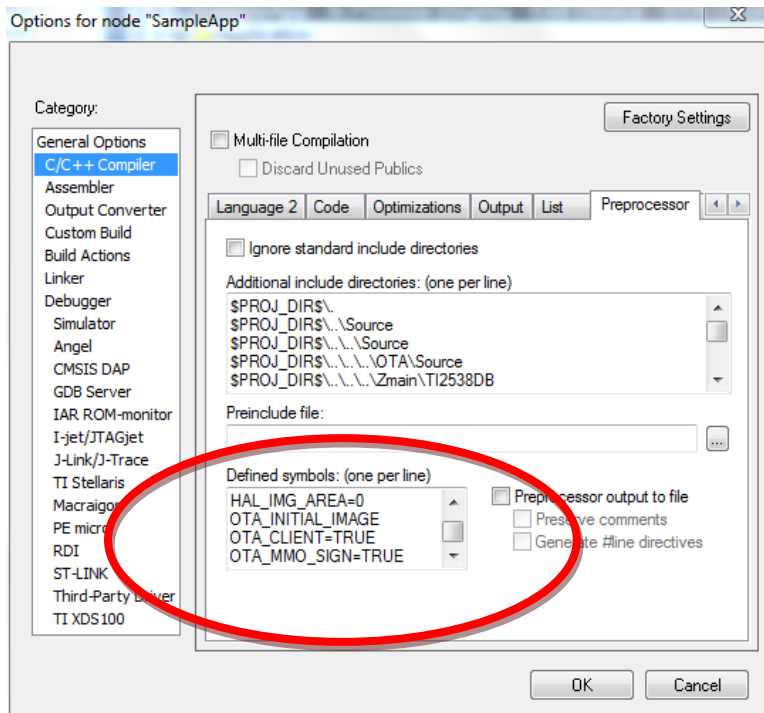 Options for node "SampleApp"
Category:
General Options
C/C++ Compiler
Assembler
Output Converter
Custom Build
Build Actions
Linker
Debugger
Simulator
Angel
CMSIS DAP
GDB Server
IAR ROM-monitor
I-jet/JTAGjet
J-Link/J-Trace
TI Stellaris
Macraigor
PE micro
RDI
ST-LINK
Third-Party Driver
TI XDS100
Factory Settings
Multi-file Compilation
Discard Unused Publics
Language 2 Code Optimizations Output List Preprocessor
Ignore standard include directories
Additional include directories: (one per line)
$PROJ_DIR$\.
$PROJ_DIR$\..\Source
$PROJ_DIR$\..\..\Source
$PROJ_DIR$\..\..\..\..\OTA\Source
$PROJ_DIR$\..\..\..\Zmain\TI2538DB
Preinclude file:
...
Defined symbols: (one per line)
HAL_IMG_AREA=0
OTA_INITIAL_IMAGE
OTA_CLIENT=TRUE
OTA_MMO_SIGN=TRUE
Preprocessor output to file
Preserve comments
Generate #line directives
OK Cancel